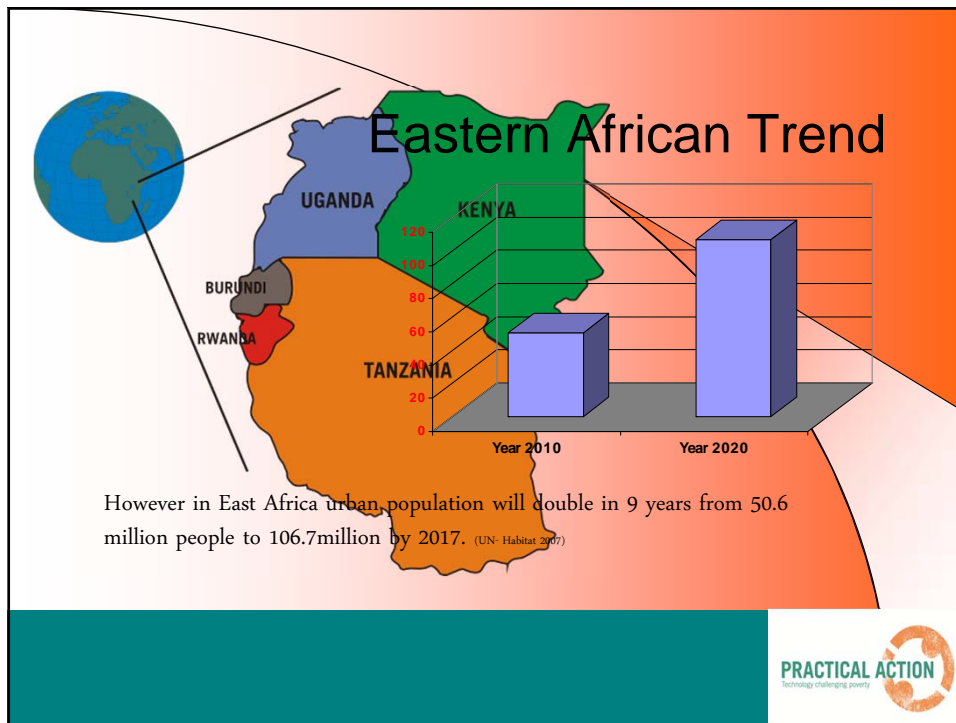 Eastern African Trend
UGANDA
KENYA
BURUNDI
RWANDA
TANZANIA
120
100
80
60
40
20
0
Year 2010
Year 2020
However in East Africa urban population will double in 9 years from 50.6
million people to 106.7million by 2017. (UN- Habitat 2007)
PRACTICAL ACTION
Technology challenging poverty